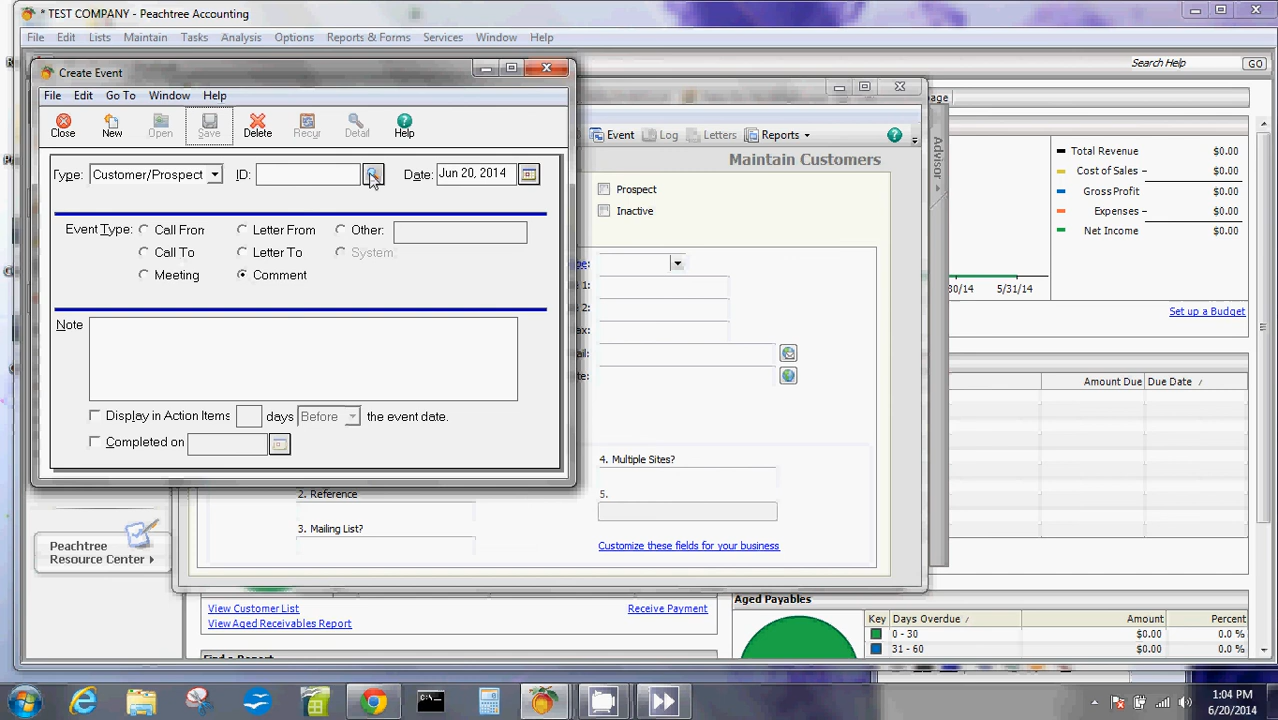 * TEST COMPANY - Peachtree Accounting
File Edit Lists Maintain Tasks Analysis Options Reports & Forms Services Window Help
Search Help GO
Create Event
File Edit Go To Window Help
Close New Open Save Delete Recur Detail Help
Event Log Letters Reports
Maintain Customers
Type: Customer/Prospect ID: Date: Jun 20, 2014
Event Type: Call From Letter From Other:
Call To Letter To System
Meeting Comment
Note
Display in Action Items days Before the event date.
Completed on
Prospect
Inactive
1:
2:
4. Multiple Sites?
2. Reference
5.
3. Mailing List?
Customize these fields for your business
Advisor
Total Revenue $0.00
Cost of Sales $0.00
Gross Profit $0.00
Expenses $0.00
Net Income $0.00
5/31/14
Set up a Budget
Amount Due Due Date
Peachtree
Resource Center
View Customer List Receive Payment
View Aged Receivables Report
Find a Report
Aged Payables
Key Days Overdue / Amount Percent
0 - 30 $0.00 0.0 %
31 - 60 $0.00 0.0 %
1:04 PM
6/20/2014